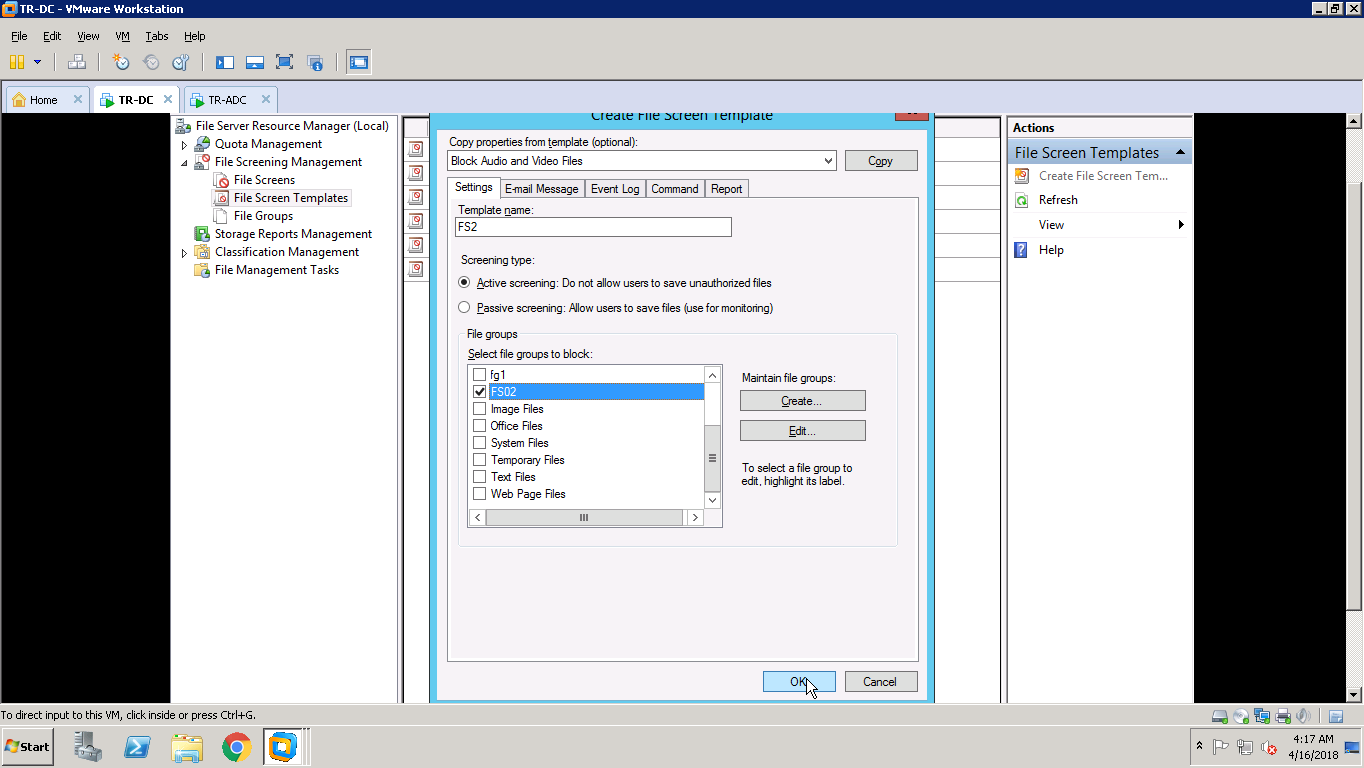 TR-DC - VMware Workstation
File Edit View VM Tabs Help
Home TR-DC TR-ADC
File Server Resource Manager (Local)
Quota Management
File Screening Management
File Screens
File Screen Templates
File Groups
Storage Reports Management
Classification Management
File Management Tasks
Create File Screen Template
Copy properties from template (optional):
Block Audio and Video Files Copy
Settings E-mail Message Event Log Command Report
Template name:
FS2
Screening type:
Active screening: Do not allow users to save unauthorized files
Passive screening: Allow users to save files (use for monitoring)
File groups
Select file groups to block:
fg1
FS02
Image Files
Office Files
System Files
Temporary Files
Text Files
Web Page Files
Maintain file groups:
Create...
Edit...
To select a file group to
edit, highlight its label.
OK Cancel
Actions
File Screen Templates
Create File Screen Tem...
Refresh
View
Help
To direct input to this VM, click inside or press Ctrl+G.
Start
4:17 AM
4/16/2018